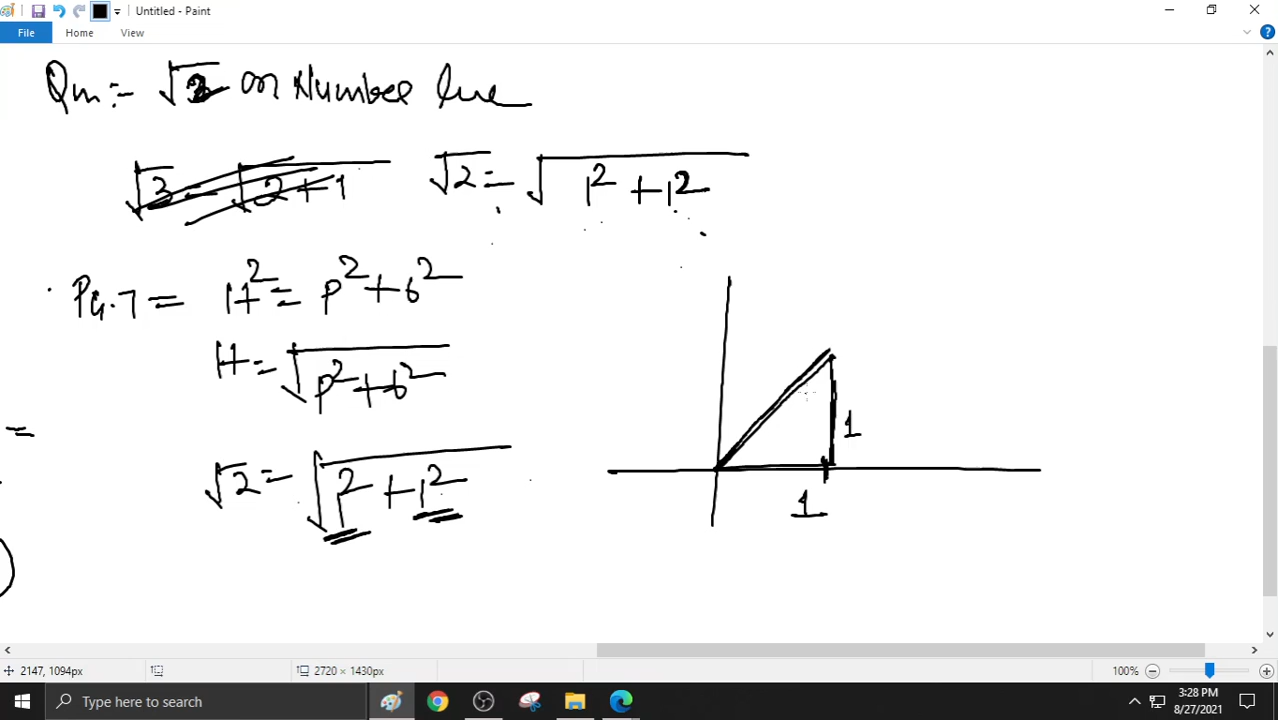 Untitled - Paint
File Home View
Qn:- √2 on Number line
√3 = √2+1 √2 = √1²+1²
PG.T = H² = P²+b²
H = √P²+b²
=
√2 = √1²+1²
1
1
2147, 1094px 2720 × 1430px 100%
Type here to search
3:28 PM
8/27/2021